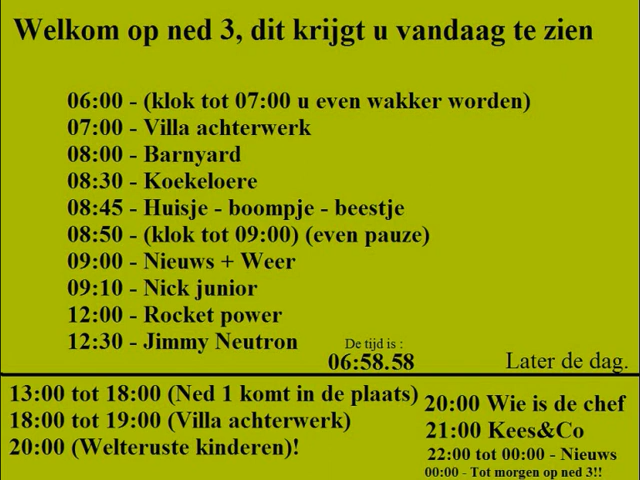 Welkom op ned 3, dit krijgt u vandaag te zien
06:00 - (klok tot 07:00 u even wakker worden)
07:00 - Villa achterwerk
08:00 - Barnyard
08:30 - Koekeloere
08:45 - Huisje - boompje - beestje
08:50 - (klok tot 09:00) (even pauze)
09:00 - Nieuws + Weer
09:10 - Nick junior
12:00 - Rocket power
12:30 - Jimmy Neutron
De tijd is :
06:58.58
Later de dag.
13:00 tot 18:00 (Ned 1 komt in de plaats)
18:00 tot 19:00 (Villa achterwerk)
20:00 (Welteruste kinderen)!
20:00 Wie is de chef
21:00 Kees&Co
22:00 tot 00:00 - Nieuws
00:00 - Tot morgen op ned 3!!